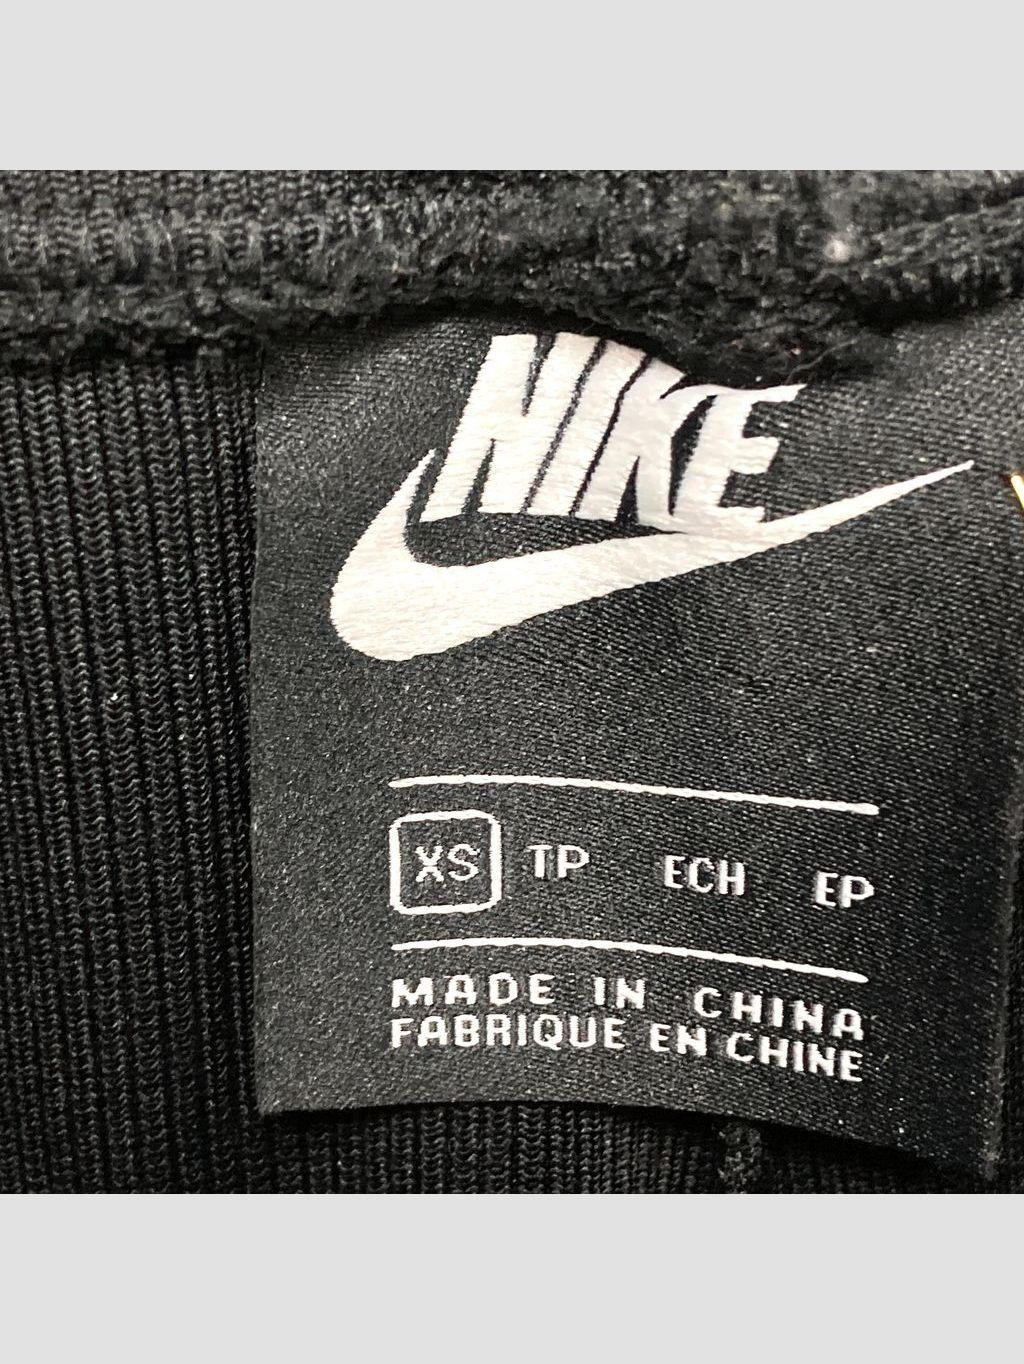 NIKE
XS TP ECH EP
MADE IN CHINA
FABRIQUE EN CHINE